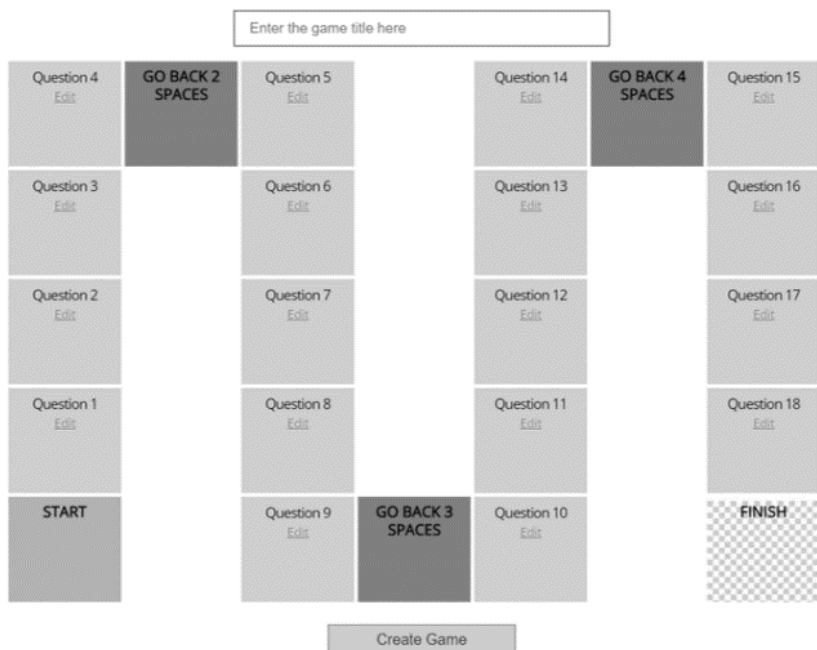 Enter the game title here
Question 4
Edit
GO BACK 2
SPACES
Question 5
Edit
Question 14
Edit
GO BACK 4
SPACES
Question 15
Edit
Question 3
Edit
Question 6
Edit
Question 13
Edit
Question 16
Edit
Question 2
Edit
Question 7
Edit
Question 12
Edit
Question 17
Edit
Question 1
Edit
Question 8
Edit
Question 11
Edit
Question 18
Edit
START
Question 9
Edit
GO BACK 3
SPACES
Question 10
Edit
FINISH
Create Game